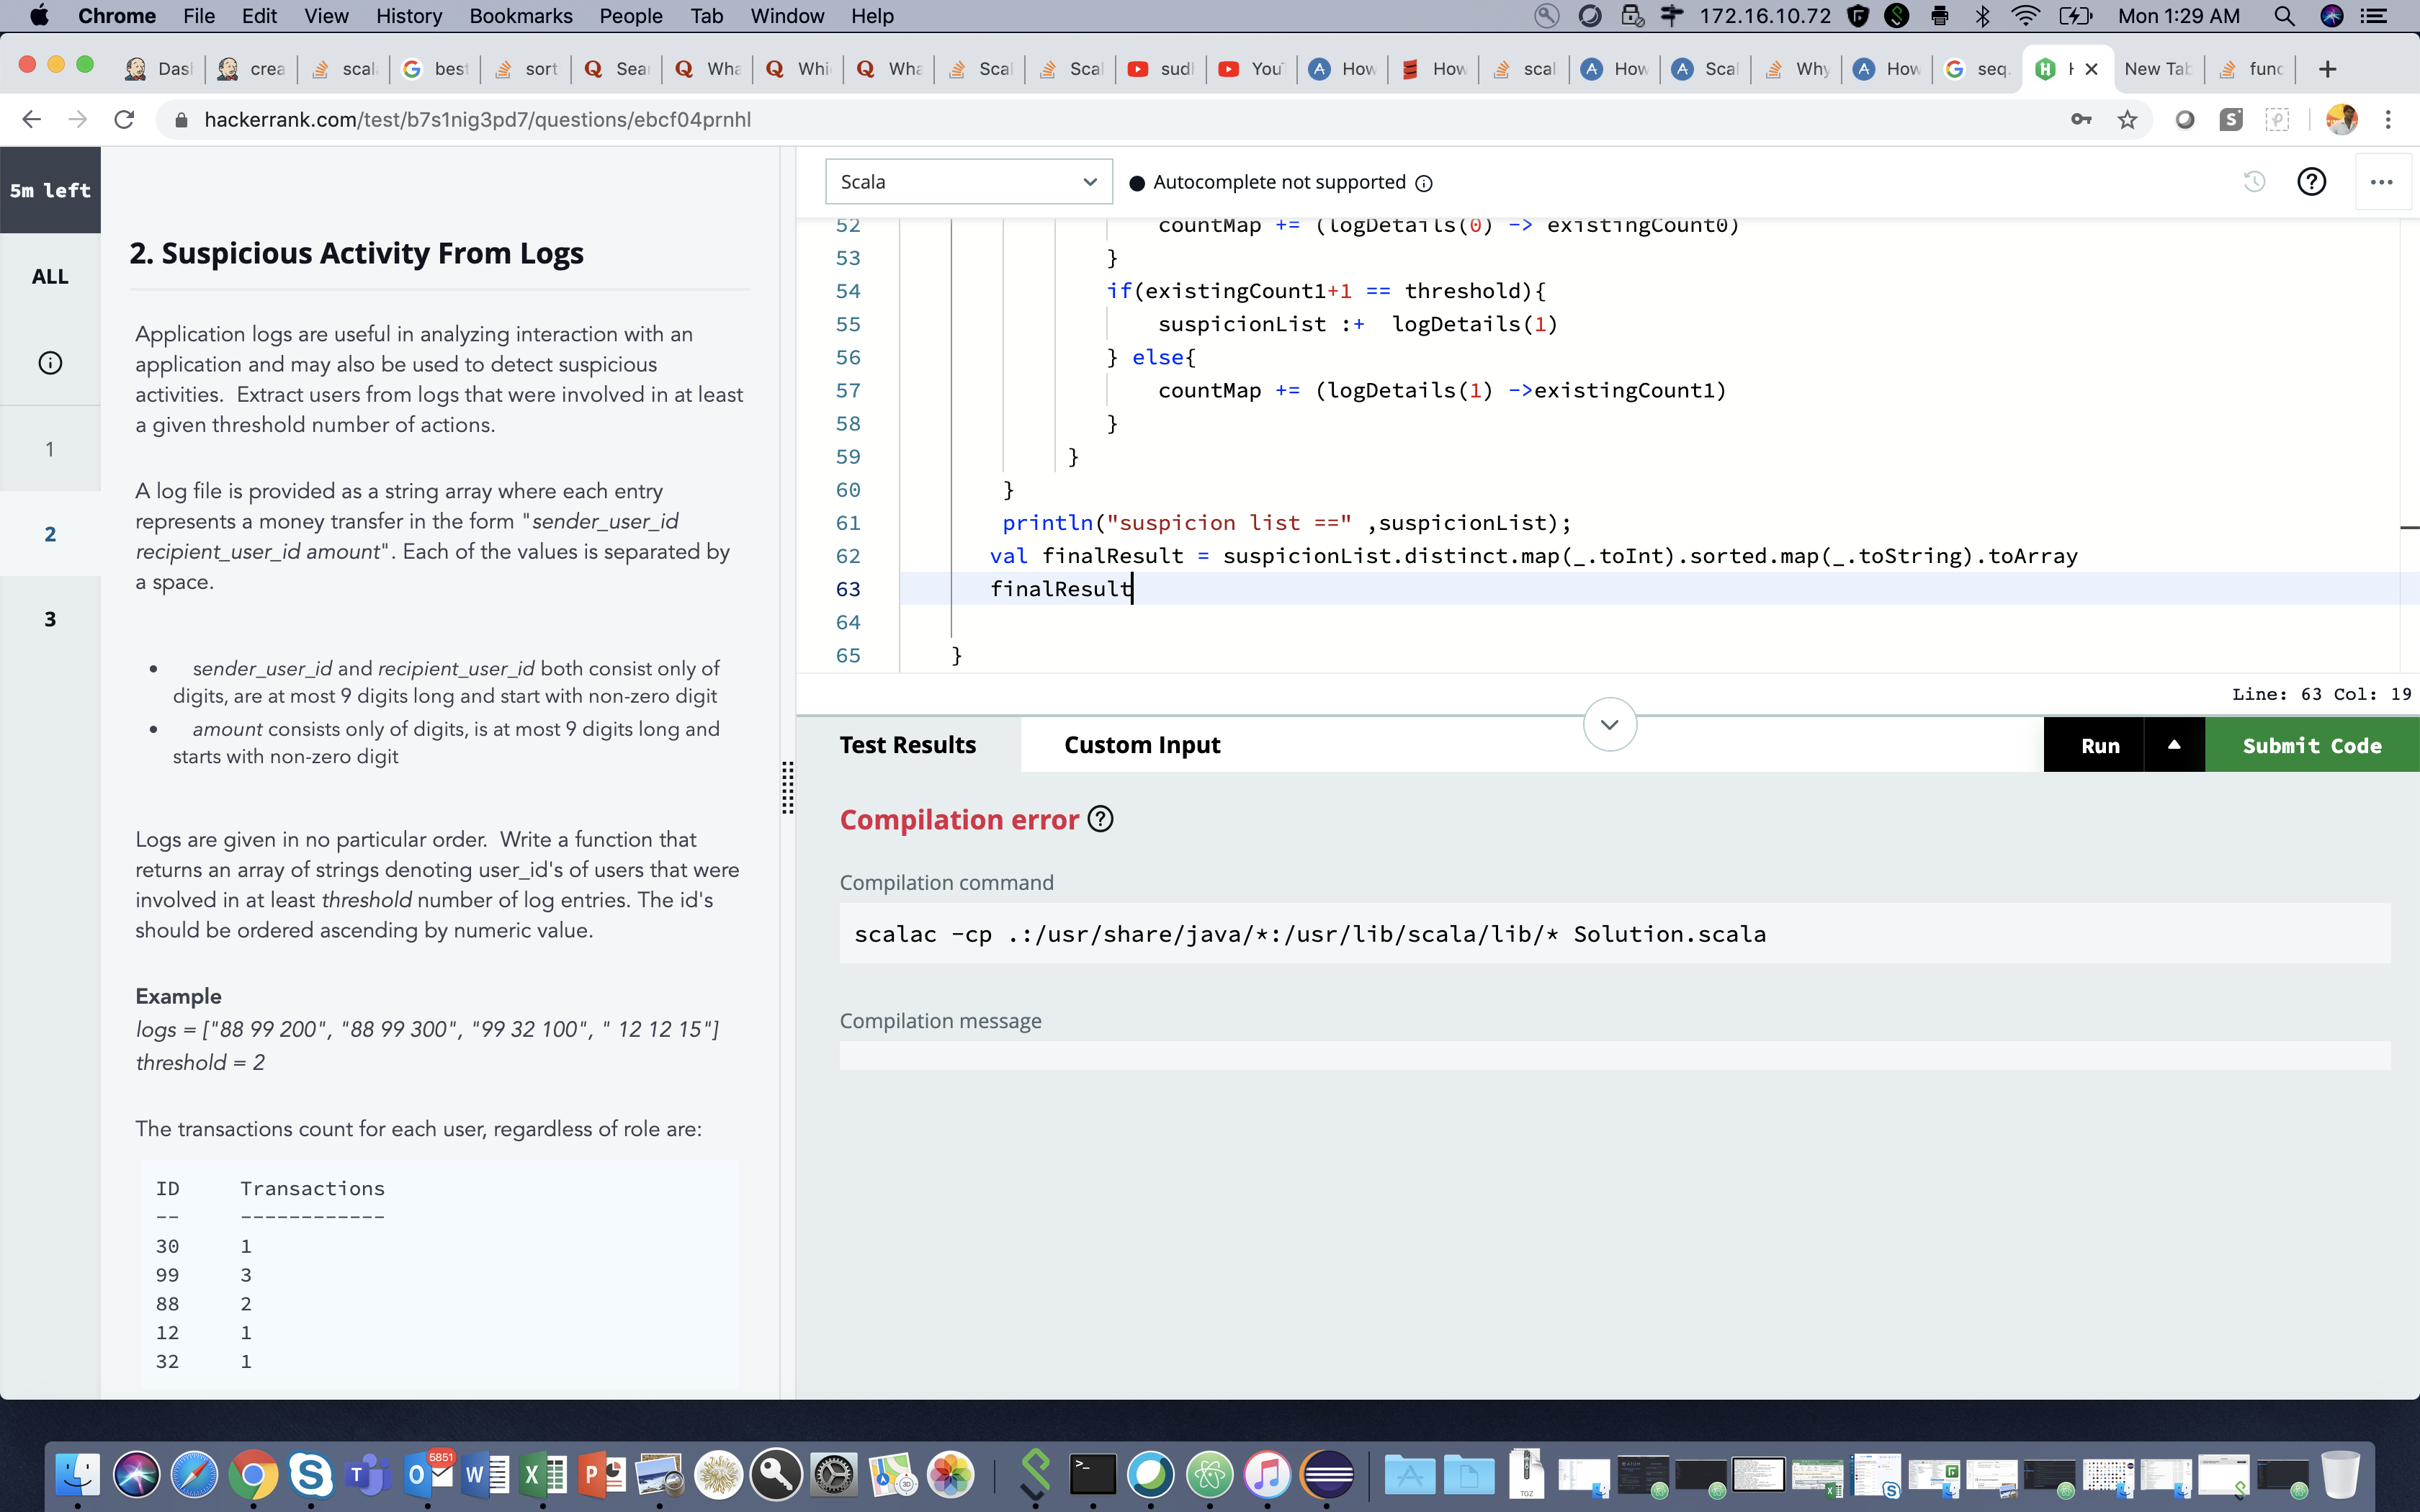 Chrome File Edit View History Bookmarks People Tab Window Help 172.16.10.72 Mon 1:29 AM
Das crea scal best sort Sear Wha Whi Wha Scal Scal sudl You How How scal How Scal Why How seq. New Tab func
hackerrank.com/test/b7s1nig3pd7/questions/ebcf04prnhl
5m left
ALL
1
2
3
2. Suspicious Activity From Logs
Application logs are useful in analyzing interaction with an
application and may also be used to detect suspicious
activities. Extract users from logs that were involved in at least
a given threshold number of actions.
A log file is provided as a string array where each entry
represents a money transfer in the form "sender_user_id
recipient_user_id amount". Each of the values is separated by
a space.
• sender_user_id and recipient_user_id both consist only of
digits, are at most 9 digits long and start with non-zero digit
• amount consists only of digits, is at most 9 digits long and
starts with non-zero digit
Logs are given in no particular order. Write a function that
returns an array of strings denoting user_id's of users that were
involved in at least threshold number of log entries. The id's
should be ordered ascending by numeric value.
Example
logs = ["88 99 200", "88 99 300", "99 32 100", " 12 12 15"]
threshold = 2
The transactions count for each user, regardless of role are:
ID Transactions
-- ------------
30 1
99 3
88 2
12 1
32 1
Scala Autocomplete not supported
52 countMap += (logDetails(0) -> existingCount0)
53 }
54 if(existingCount1+1 == threshold){
55 suspicionList :+ logDetails(1)
56 } else{
57 countMap += (logDetails(1) ->existingCount1)
58 }
59 }
60 }
61 println("suspicion list ==" ,suspicionList);
62 val finalResult = suspicionList.distinct.map(_.toInt).sorted.map(_.toString).toArray
63 finalResult
64
65 }
Line: 63 Col: 19
Test Results Custom Input Run Submit Code
Compilation error
Compilation command
scalac -cp .:/usr/share/java/*:/usr/lib/scala/lib/* Solution.scala
Compilation message
5851
TGZ